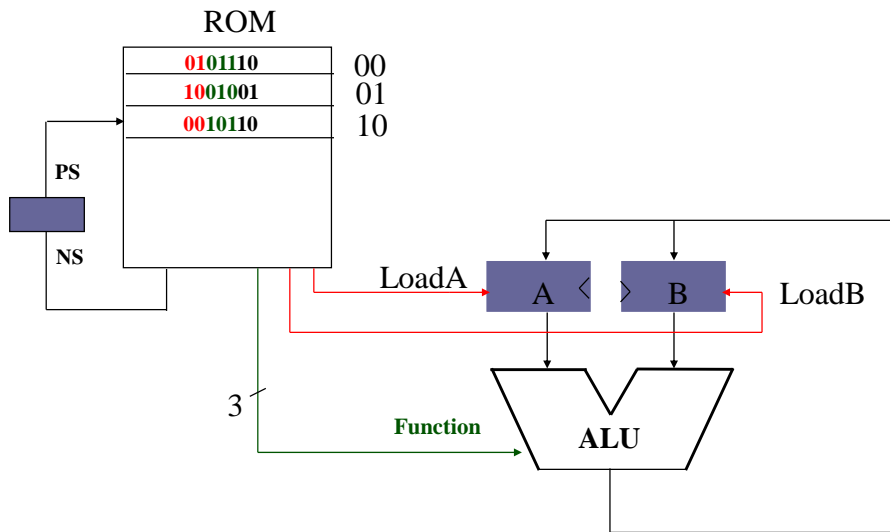 ROM
0101110 00
1001001 01
0010110 10
PS
NS
LoadA
A
B
LoadB
3
Function
ALU